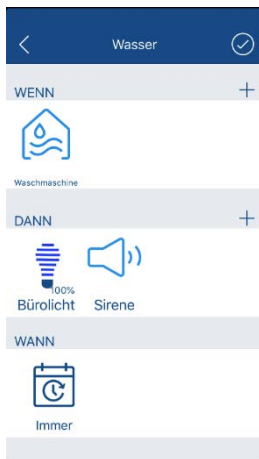 Wasser
WENN
Waschmaschine
DANN
100%
Bürolicht Sirene
WANN
Immer